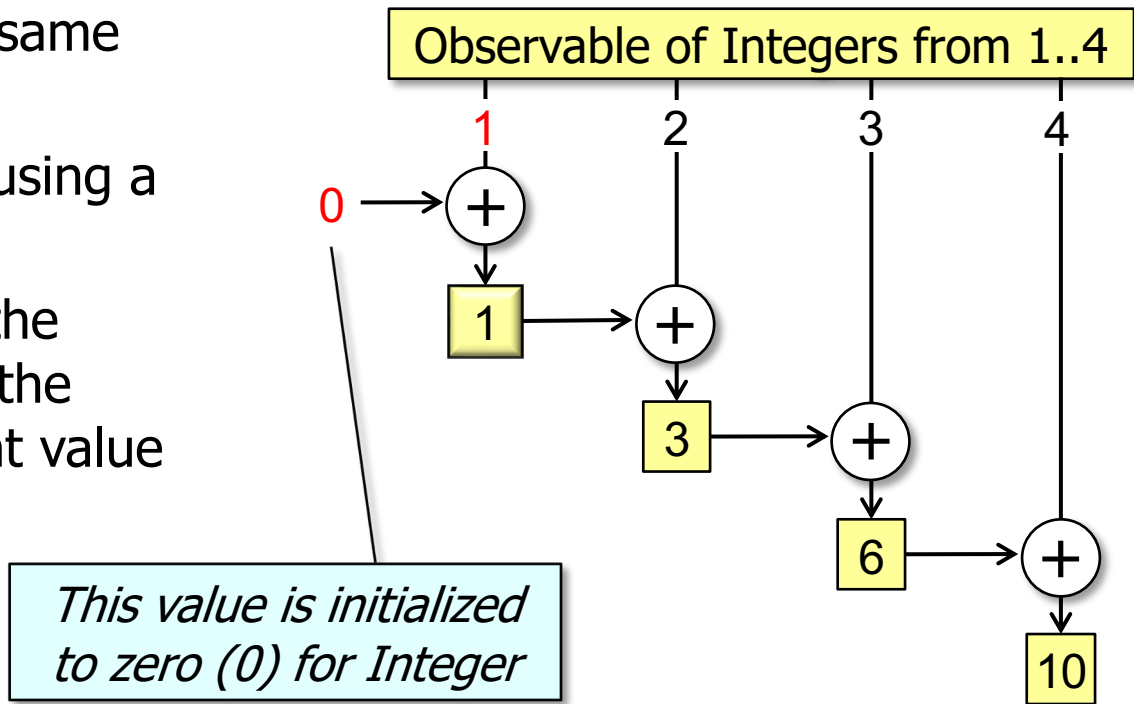 same
using a
the
the
t value
Observable of Integers from 1..4
1 2 3 4
0 +
1 +
3 +
6 +
10
This value is initialized
to zero (0) for Integer